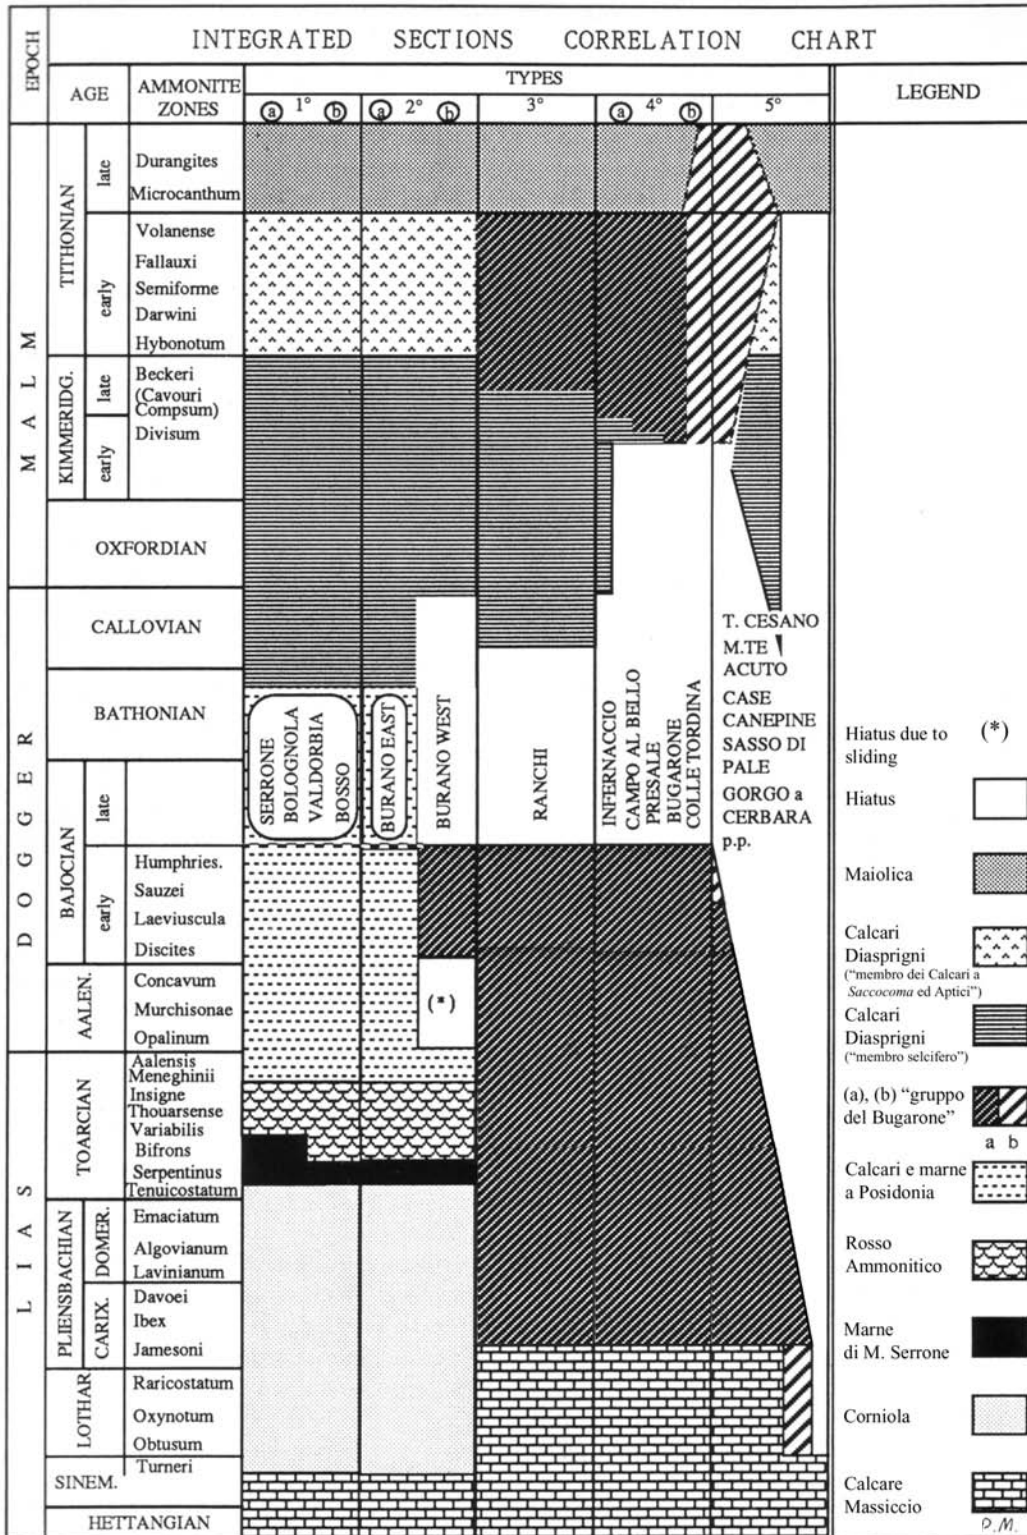 INTEGRATED SECTIONS CORRELATION CHART
EPOCH
AGE
AMMONITE
ZONES
TYPES
a 1° b
a 2° b
3°
a 4° b
5°
LEGEND
MALM
TITHONIAN
late
Durangites
Microcanthum
early
Volanense
Fallauxi
Semiforme
Darwini
Hybonotum
KIMMERIDG.
late
Beckeri
(Cavouri
Compsum)
early
Divisum
OXFORDIAN
DOGGER
CALLOVIAN
BATHONIAN
BAJOCIAN
late
early
Humphries.
Sauzei
Laeviuscula
Discites
AALEN.
Concavum
Murchisonae
Opalinum
LIAS
TOARCIAN
Aalensis
Meneghinii
Insigne
Thouarsense
Variabilis
Bifrons
Serpentinus
Tenuicostatum
PLIENSBACHIAN
DOMER.
Emaciatum
Algovianum
Lavinianum
CARIX.
Davoei
Ibex
Jamesoni
LOTHAR.
Raricostatum
Oxynotum
Obtusum
SINEM.
Turneri
HETTANGIAN
SERRONE
BOLOGNOLA
VALDORBIA
BOSSO
BURANO EAST
BURANO WEST
(*)
RANCHI
INFERNACCIO
CAMPO AL BELLO
PRESALE
BUGARONE
COLLE TORDINA
T. CESANO
M.TE
ACUTO
CASE
CANEPINE
SASSO DI
PALE
GORGO a
CERBARA
p.p.
Hiatus due to (*)
sliding
Hiatus
Maiolica
Calcari
Diasprigni
("membro dei Calcari a
Saccocoma ed Aptici")
Calcari
Diasprigni
("membro selcifero")
(a), (b) "gruppo
del Bugarone"
a b
Calcari e marne
a Posidonia
Rosso
Ammonitico
Marne
di M. Serrone
Corniola
Calcare
Massiccio
P.M.